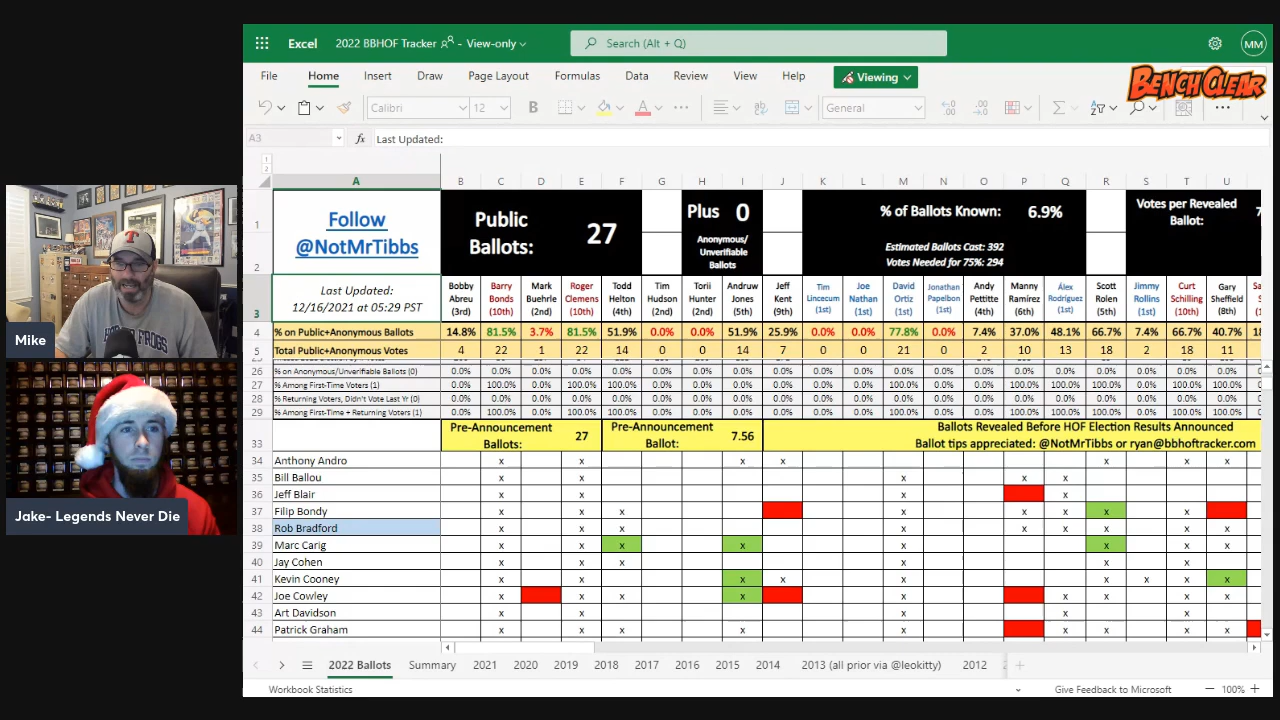 Excel 2022 BBHOF Tracker - View-only Search (Alt + Q) MM
File Home Insert Draw Page Layout Formulas Data Review View Help Viewing
BENCHCLEAR
Calibri 12 B A General
A3 fx Last Updated:
1
2
A B C D E F G H I J K L M N O P Q R S T U
1 Follow @NotMrTibbs Public Ballots: 27 Plus 0 % of Ballots Known: 6.9% Votes per Revealed Ballot: 7
2 Anonymous/ Unverifiable Ballots Estimated Ballots Cast: 392
Votes Needed for 75%: 294
3 Last Updated: 12/16/2021 at 05:29 PST Bobby Abreu (3rd) Barry Bonds (10th) Mark Buehrle (2nd) Roger Clemens (10th) Todd Helton (4th) Tim Hudson (2nd) Torii Hunter (2nd) Andruw Jones (5th) Jeff Kent (9th) Tim Lincecum (1st) Joe Nathan (1st) David Ortiz (1st) Jonathan Papelbon (1st) Andy Pettitte (4th) Manny Ramirez (6th) Álex Rodríguez (1st) Scott Rolen (5th) Jimmy Rollins (1st) Curt Schilling (10th) Gary Sheffield (8th) Sa
4 % on Public+Anonymous Ballots 14.8% 81.5% 3.7% 81.5% 51.9% 0.0% 0.0% 51.9% 25.9% 0.0% 0.0% 77.8% 0.0% 7.4% 37.0% 48.1% 66.7% 7.4% 66.7% 40.7% 18
5 Total Public+Anonymous Votes 4 22 1 22 14 0 0 14 7 0 0 21 0 2 10 13 18 2 18 11
26 % on Anonymous/Unverifiable Ballots (0) 0.0% 0.0% 0.0% 0.0% 0.0% 0.0% 0.0% 0.0% 0.0% 0.0% 0.0% 0.0% 0.0% 0.0% 0.0% 0.0% 0.0% 0.0% 0.0% 0.0% 0
27 % Among First-Time Voters (1) 0.0% 100.0% 0.0% 100.0% 100.0% 0.0% 0.0% 0.0% 0.0% 0.0% 0.0% 100.0% 0.0% 0.0% 0.0% 100.0% 100.0% 0.0% 100.0% 100.0% 0
28 % Returning Voters, Didn't Vote Last Yr (0) 0.0% 0.0% 0.0% 0.0% 0.0% 0.0% 0.0% 0.0% 0.0% 0.0% 0.0% 0.0% 0.0% 0.0% 0.0% 0.0% 0.0% 0.0% 0.0% 0.0% 0
29 % Among First-Time + Returning Voters (1) 0.0% 100.0% 0.0% 100.0% 100.0% 0.0% 0.0% 0.0% 0.0% 0.0% 0.0% 100.0% 0.0% 0.0% 0.0% 100.0% 100.0% 0.0% 100.0% 100.0% 0
33 Pre-Announcement Ballots: 27 Pre-Announcement Ballot: 7.56 Ballots Revealed Before HOF Election Results Announced
Ballot tips appreciated: @NotMrTibbs or ryan@bbhoftracker.com
34 Anthony Andro x x x x x x x
35 Bill Ballou x x x x x
36 Jeff Blair x x x x
37 Filip Bondy x x x x x x x
38 Rob Bradford x x x x x x x x x
39 Marc Carig x x x x x x x x
40 Jay Cohen x x x x x x
41 Kevin Cooney x x x x x x x x x
42 Joe Cowley x x x x x x x x x
43 Art Davidson x x x x x
44 Patrick Graham x x x x x x x x x
2022 Ballots Summary 2021 2020 2019 2018 2017 2016 2015 2014 2013 (all prior via @leokitty) 2012
Workbook Statistics Give Feedback to Microsoft 100%
T
HORNED FROGS
Mike
Jake- Legends Never Die